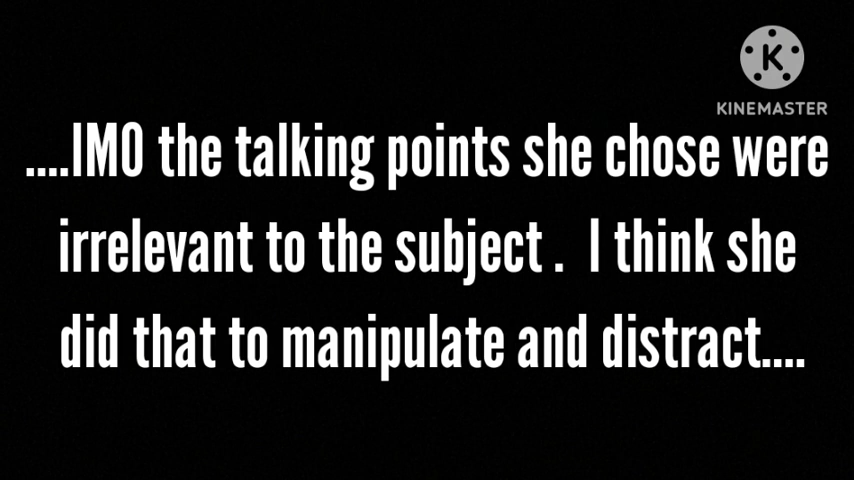 KINEMASTER
....IMO the talking points she chose were
irrelevant to the subject . I think she
did that to manipulate and distract....